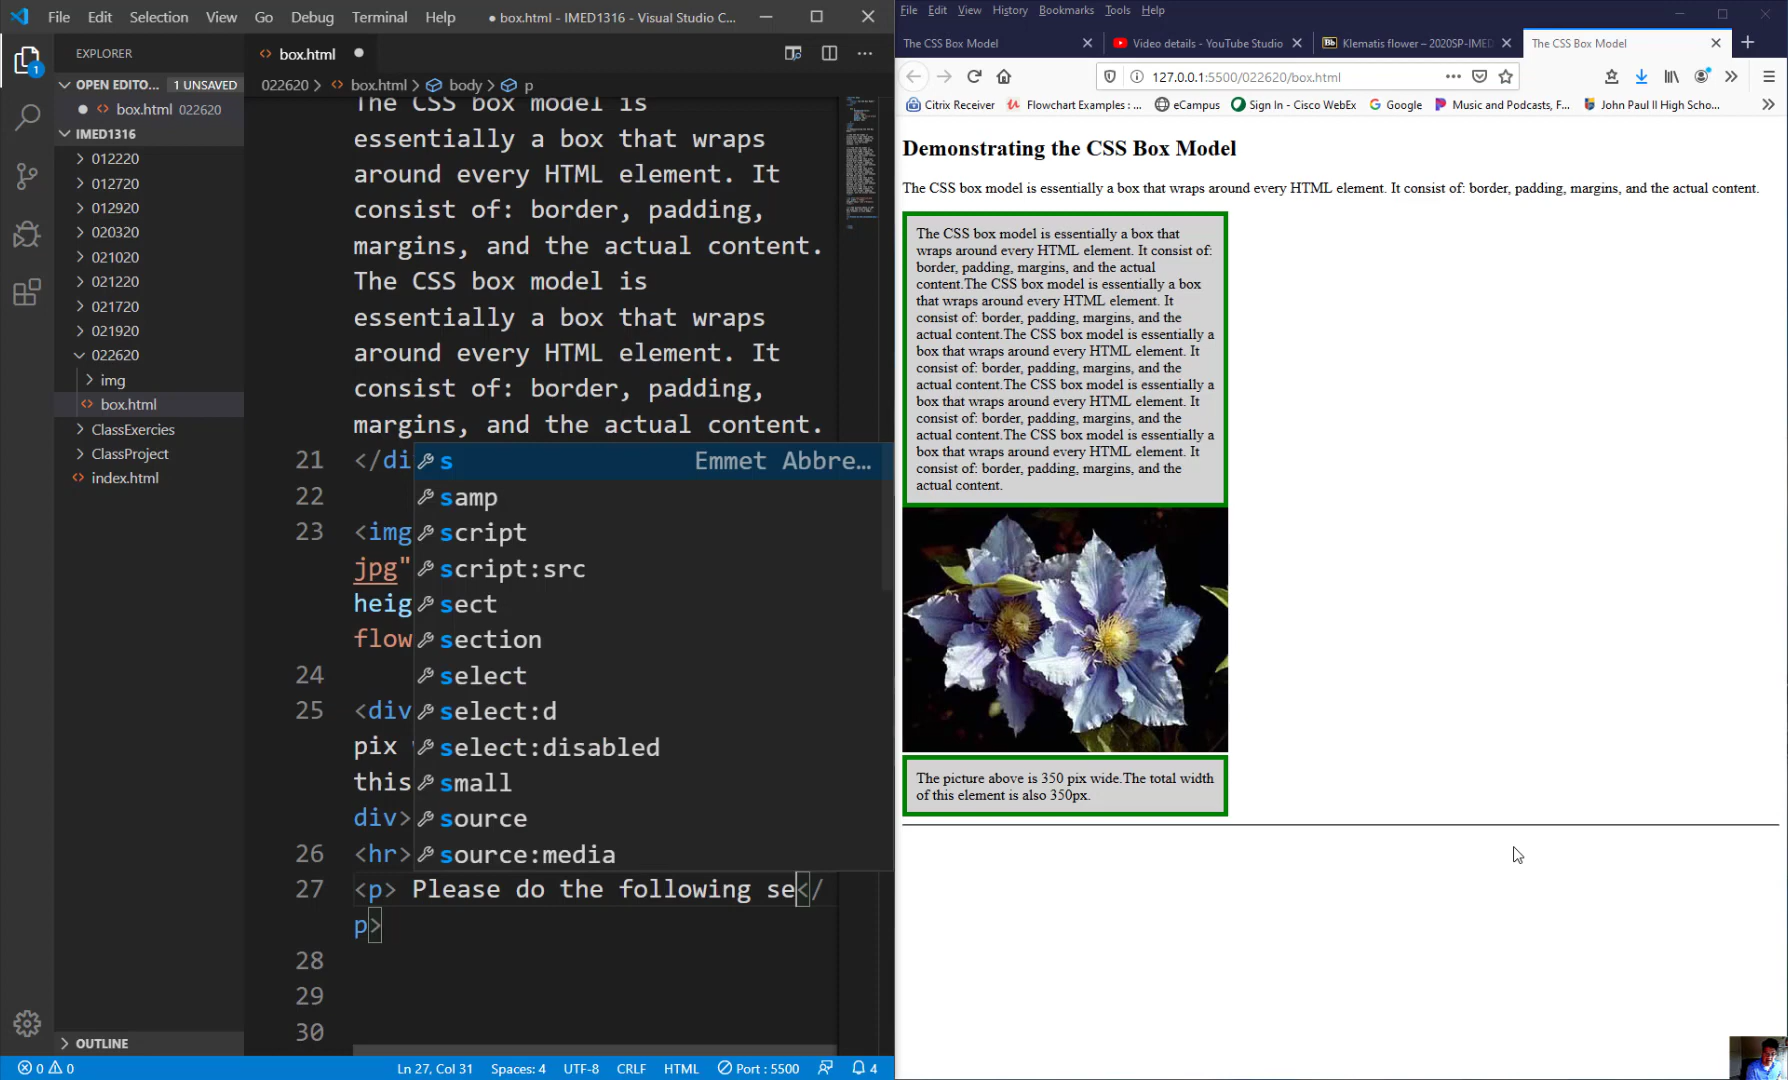 File Edit Selection View Go Debug Terminal Help
● box.html - IMED1316 - Visual Studio C...
EXPLORER
OPEN EDITO... 1 UNSAVED
box.html 022620
IMED1316
012220
012720
012920
020320
021020
021220
021720
021920
022620
img
box.html
ClassExercies
ClassProject
index.html
OUTLINE
1
box.html
022620 > box.html > body > p
The CSS box model is
essentially a box that wraps
around every HTML element. It
consist of: border, padding,
margins, and the actual content.
The CSS box model is
essentially a box that wraps
around every HTML element. It
consist of: border, padding,
margins, and the actual content.
21 </di
22
23 <img
jpg"
heig
flow
24
25 <div
pix
this
div>
26 <hr>
27 <p> Please do the following se</
p>
28
29
30
s Emmet Abbre...
samp
script
script:src
sect
section
select
select:d
select:disabled
small
source
source:media
0 0 Ln 27, Col 31 Spaces: 4 UTF-8 CRLF HTML Port : 5500 4
File Edit View History Bookmarks Tools Help
The CSS Box Model
Video details - YouTube Studio
Klematis flower – 2020SP-IMED
The CSS Box Model
127.0.0.1:5500/022620/box.html
Citrix Receiver
Flowchart Examples : ...
eCampus
Sign In - Cisco WebEx
Google
Music and Podcasts, F...
John Paul II High Scho...
Demonstrating the CSS Box Model
The CSS box model is essentially a box that wraps around every HTML element. It consist of: border, padding, margins, and the actual content.
The CSS box model is essentially a box that
wraps around every HTML element. It consist of:
border, padding, margins, and the actual
content.The CSS box model is essentially a box
that wraps around every HTML element. It
consist of: border, padding, margins, and the
actual content.The CSS box model is essentially a
box that wraps around every HTML element. It
consist of: border, padding, margins, and the
actual content.The CSS box model is essentially a
box that wraps around every HTML element. It
consist of: border, padding, margins, and the
actual content.The CSS box model is essentially a
box that wraps around every HTML element. It
consist of: border, padding, margins, and the
actual content.
The picture above is 350 pix wide.The total width
of this element is also 350px.